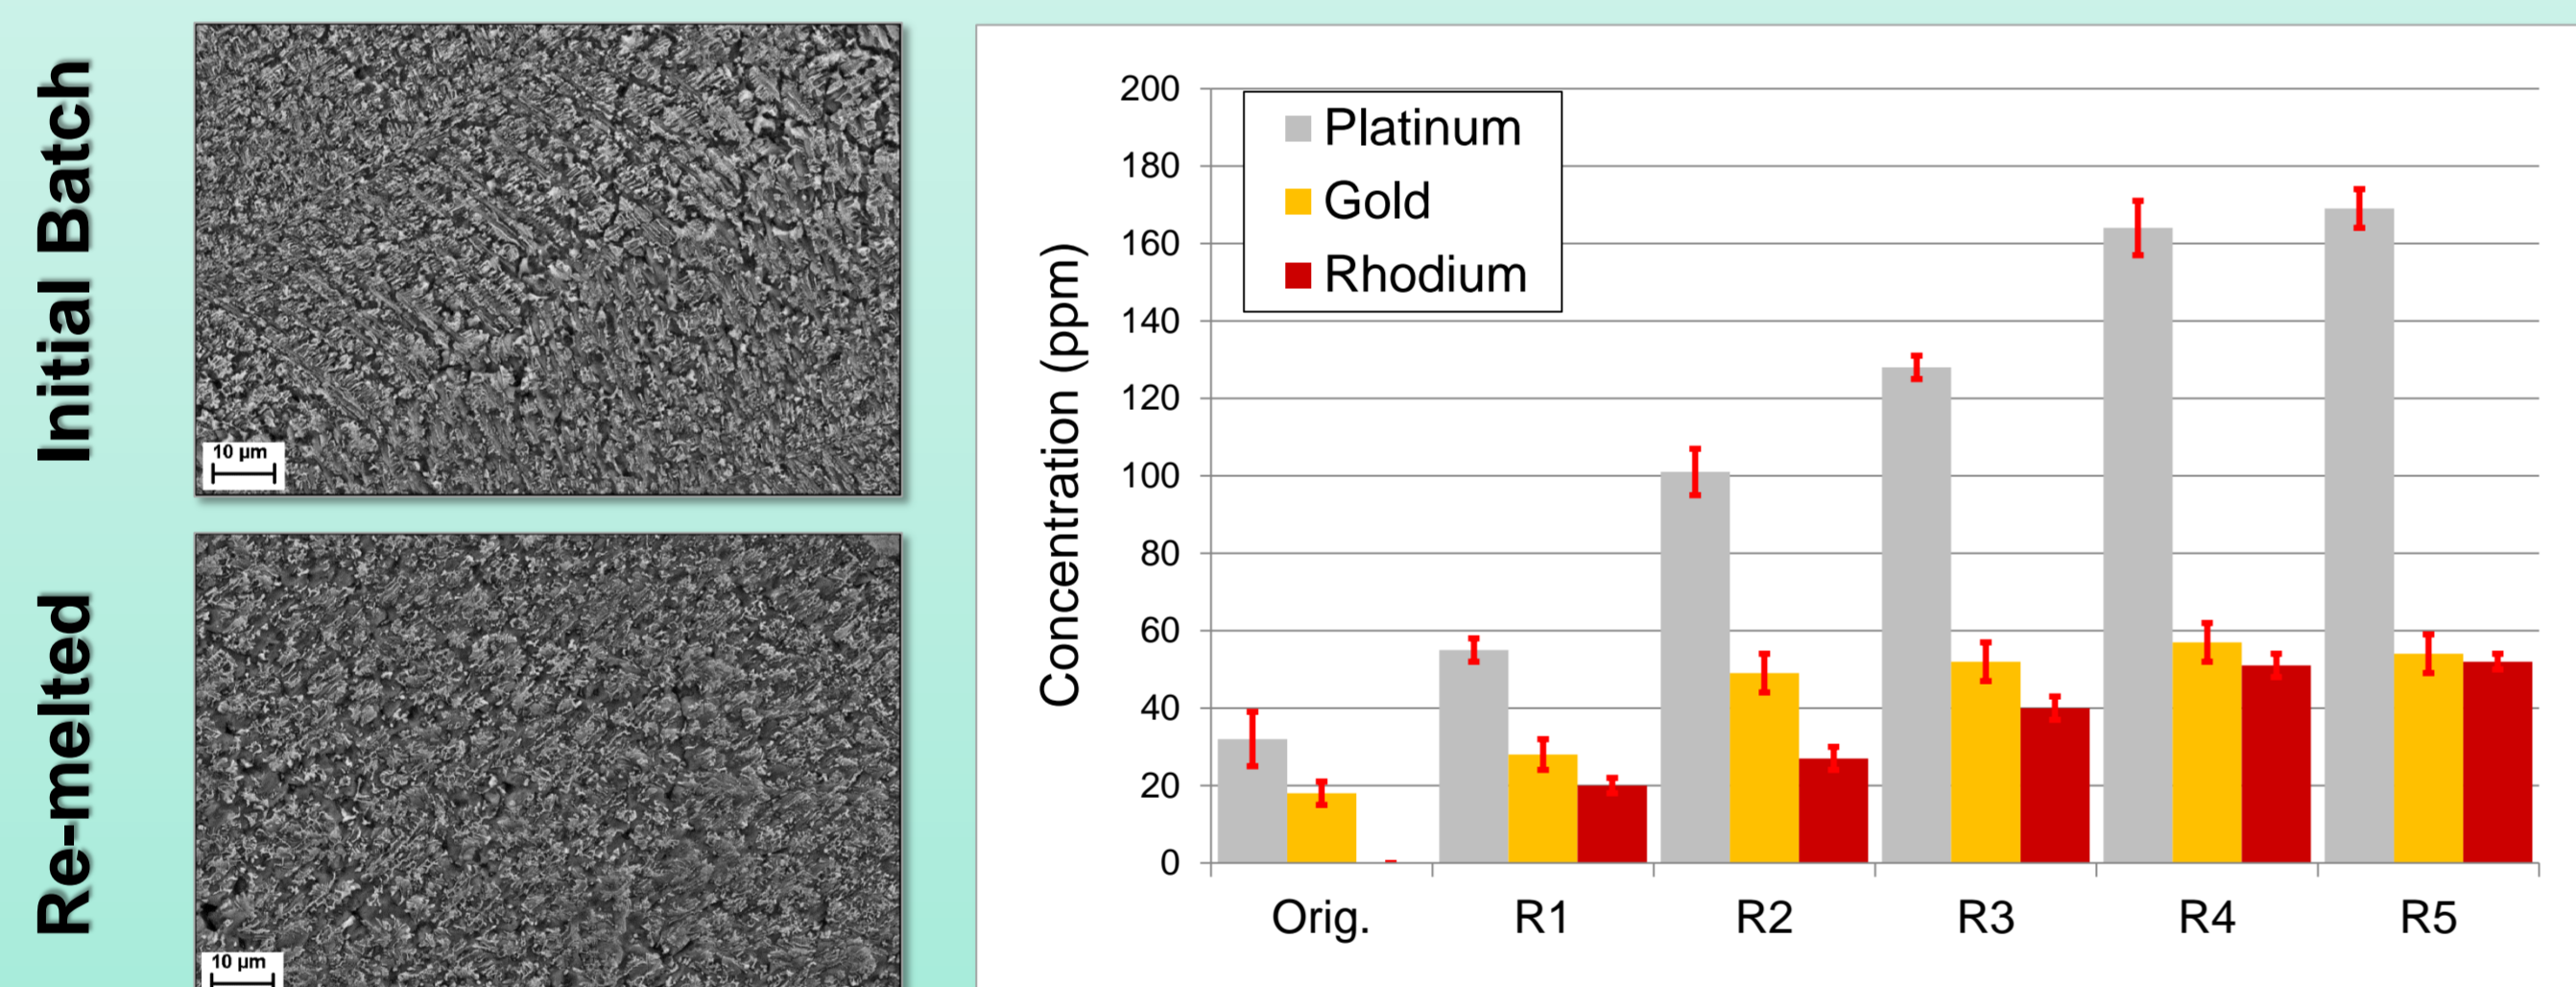 Initial Batch
10 µm
Re-melted
10 µm
Concentration (ppm)
200
180
160
140
120
100
80
60
40
20
0
Platinum
Gold
Rhodium
Orig. R1 R2 R3 R4 R5